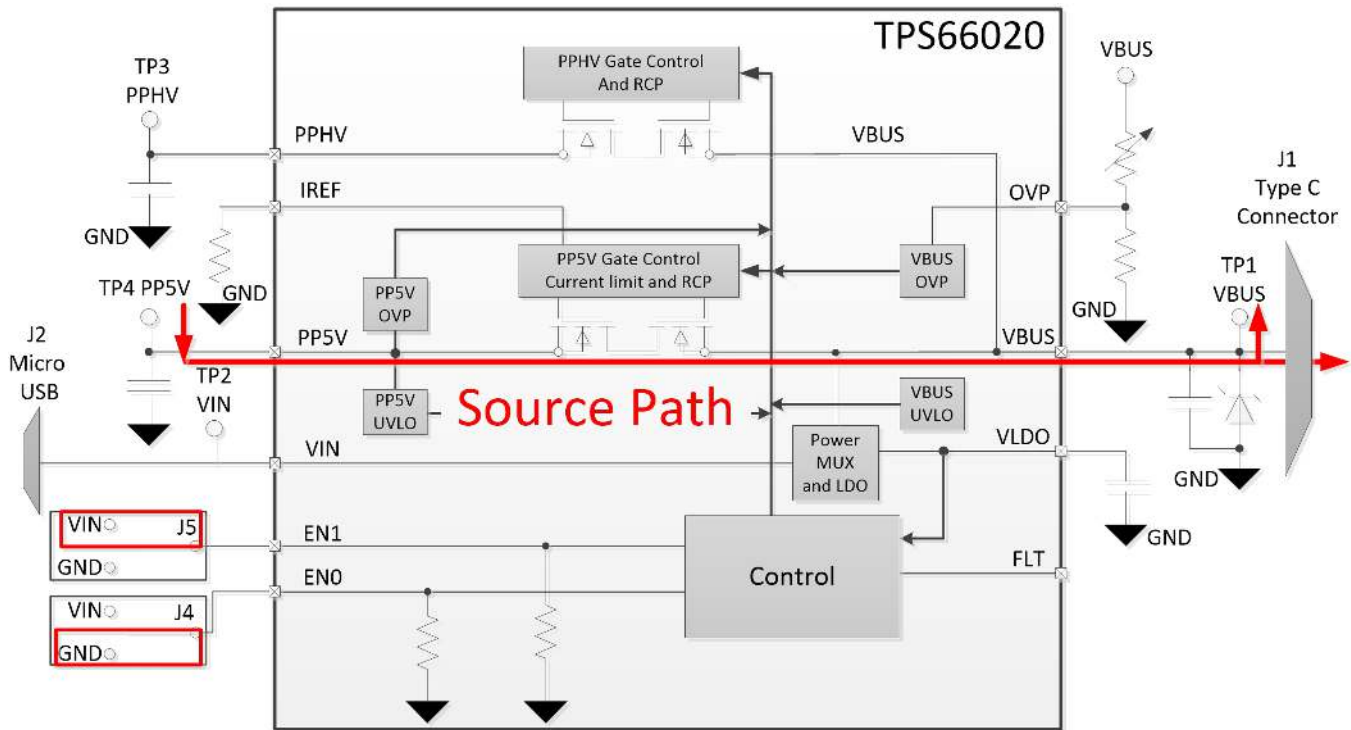 TPS66020
TP3
PPHV
PPHV Gate Control
And RCP
VBUS
PPHV
VBUS
J1
Type C
Connector
IREF
OVP
GND
PP5V Gate Control
Current limit and RCP
VBUS
OVP
PP5V
OVP
GND
TP4 PP5V
GND
TP1
VBUS
J2
Micro
USB
PP5V
VBUS
TP2
VIN
PP5V
UVLO
Source Path
VBUS
UVLO
VIN
Power
MUX
and LDO
VLDO
GND
VIN
J5
GND
EN1
GND
EN0
Control
FLT
VIN
J4
GND